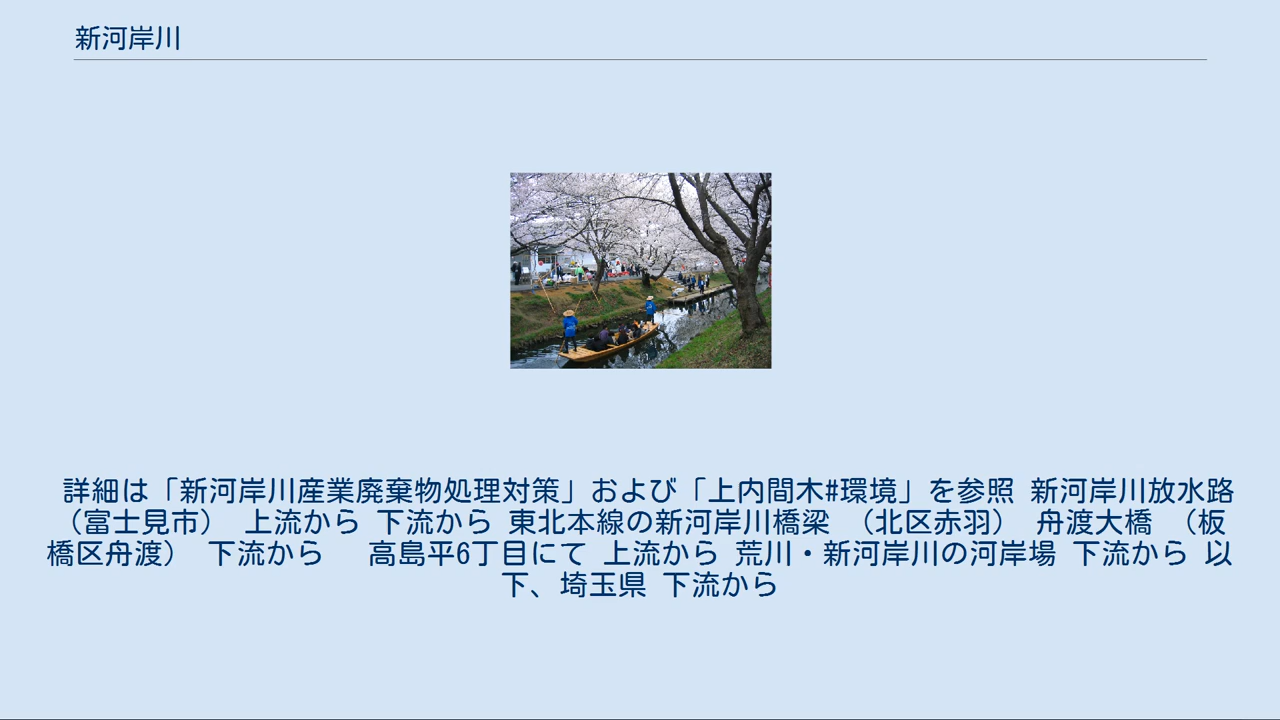 新河岸川
詳細は「新河岸川産業廃棄物処理対策」および「上内間木#環境」を参照 新河岸川放水路
（富士見市） 上流から 下流から 東北本線の新河岸川橋梁 （北区赤羽） 舟渡大橋 （板
橋区舟渡） 下流から 高島平6丁目にて 上流から 荒川・新河岸川の河岸場 下流から 以
下、埼玉県 下流から